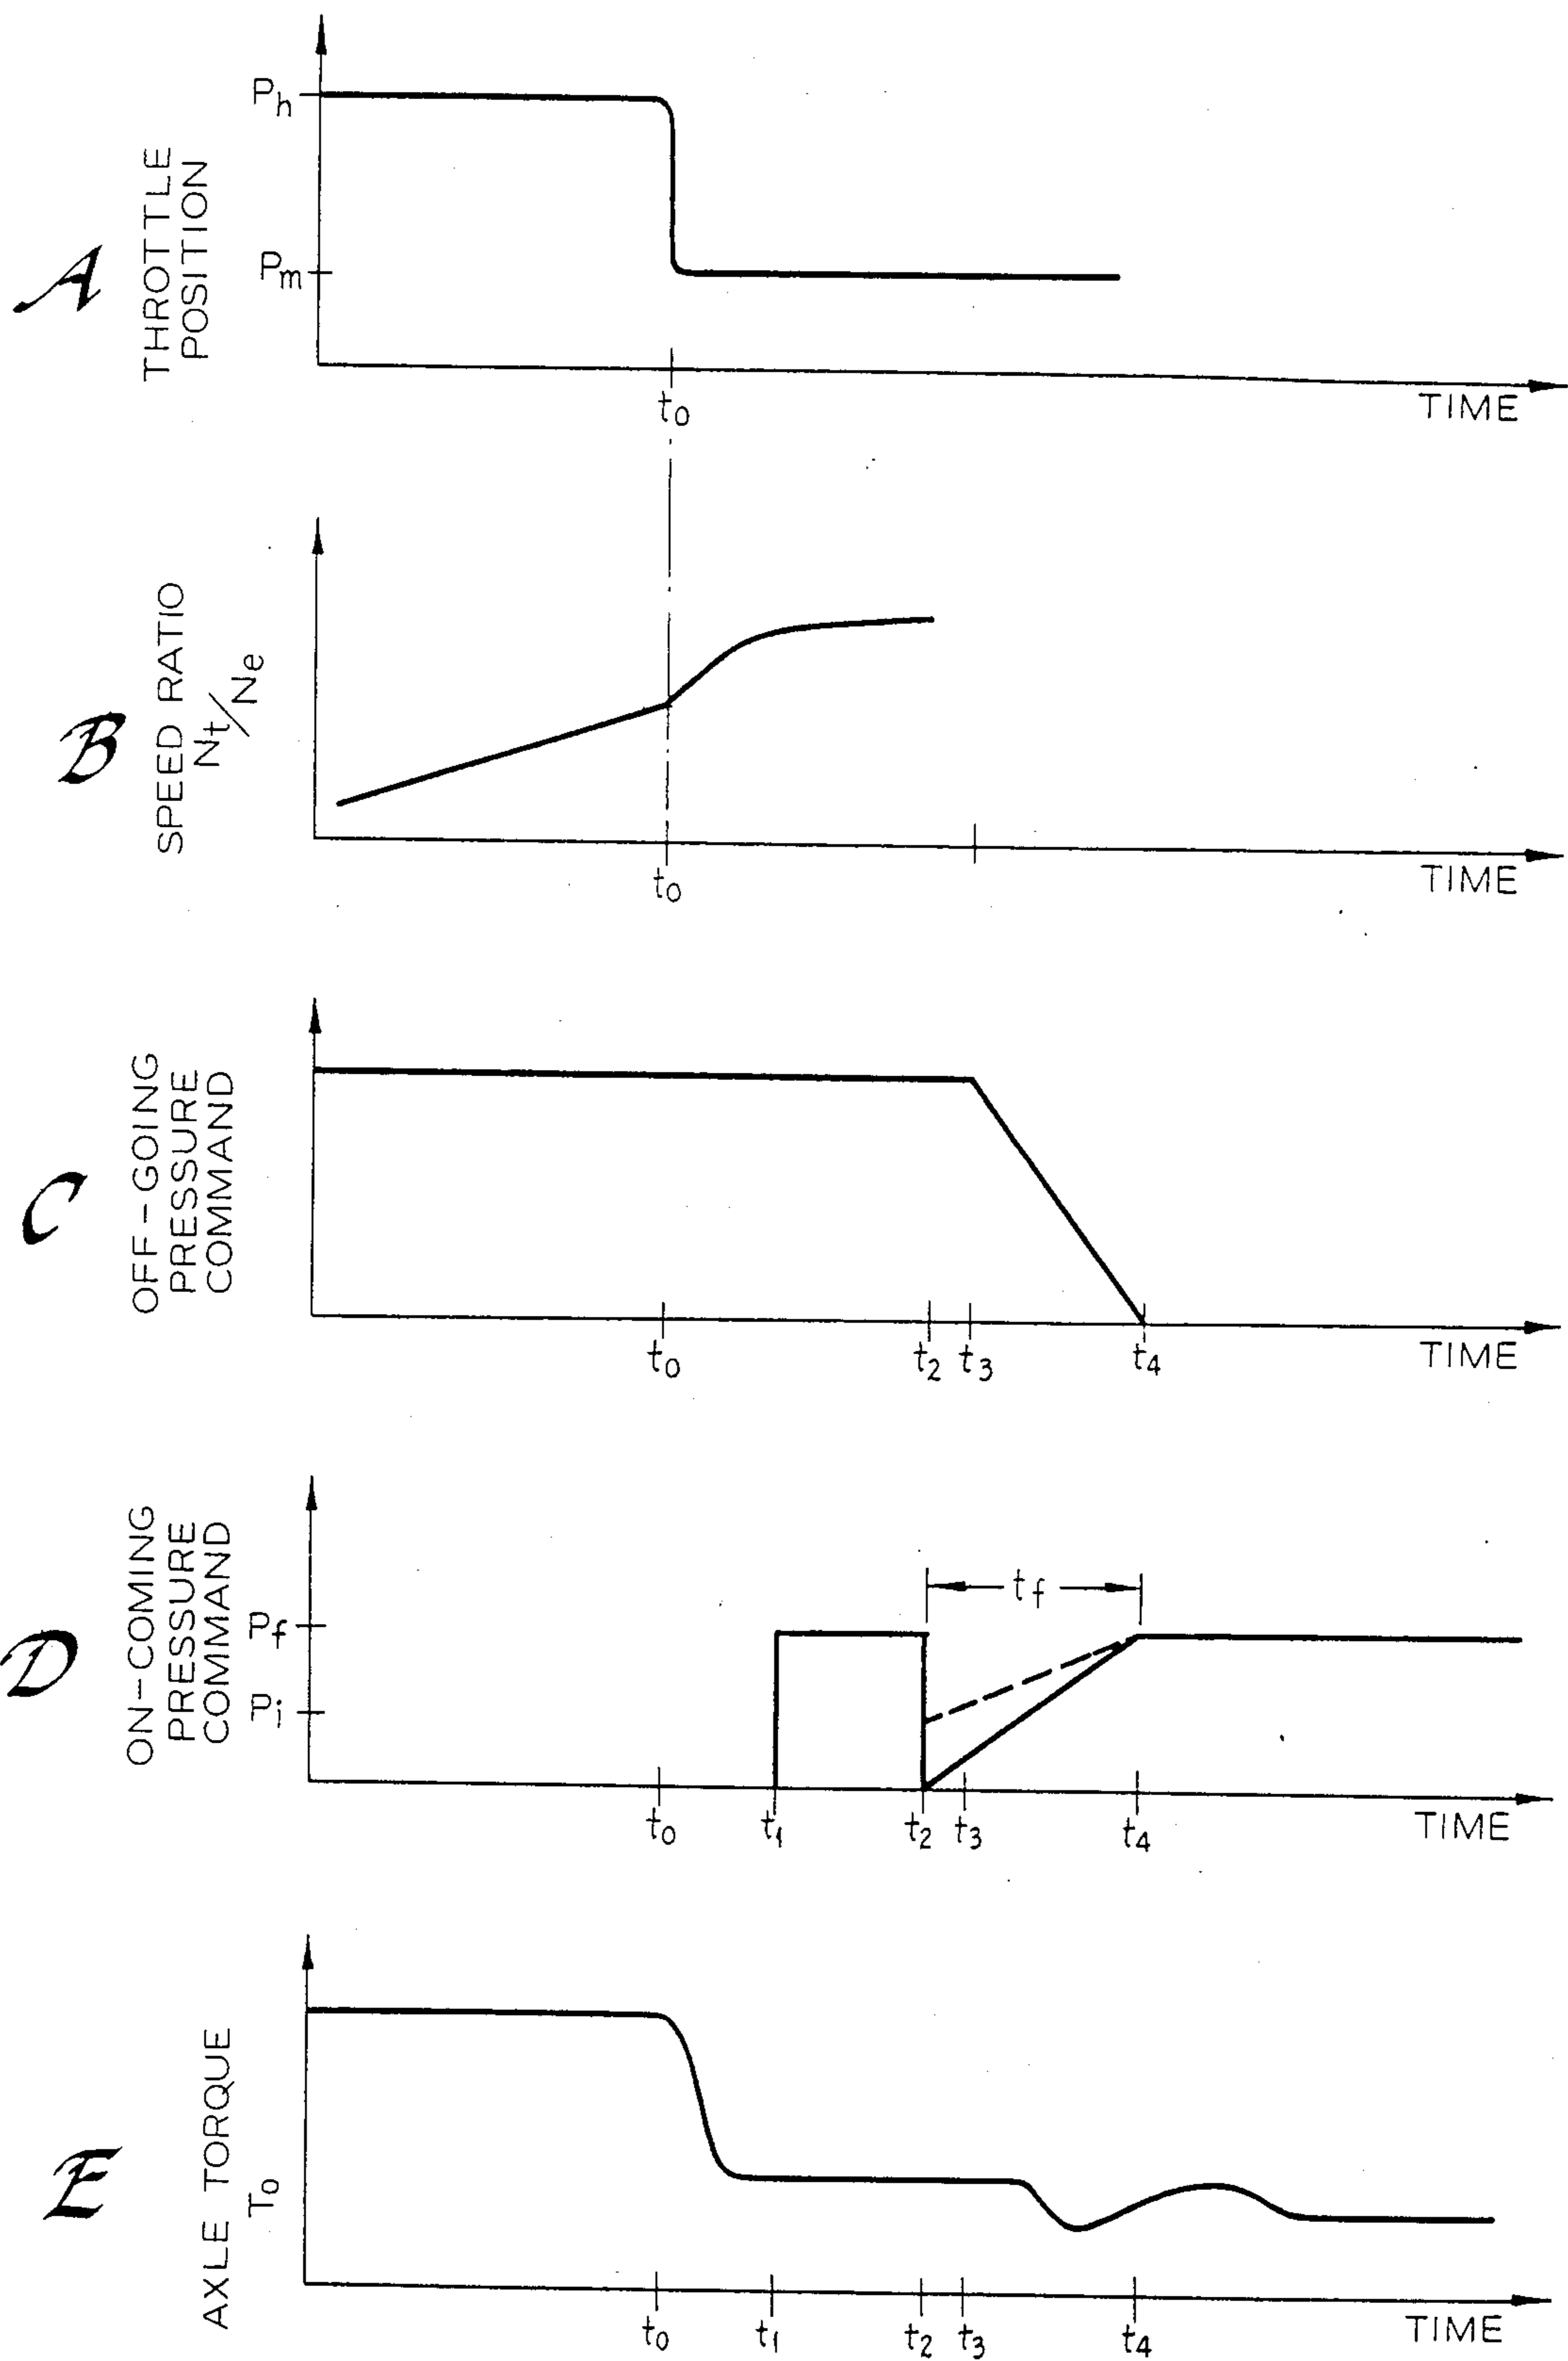 A
THROTTLE
POSITION
Ph
Pm
t0
TIME
B
SPEED RATIO
Nt/Ne
t0
TIME
C
OFF-GOING
PRESSURE
COMMAND
t0
t2
t3
t4
TIME
D
ON-COMING
PRESSURE
COMMAND
Pf
Pi
tf
t0
t1
t2
t3
t4
TIME
E
AXLE TORQUE
To
t0
t1
t2
t3
t4
TIME